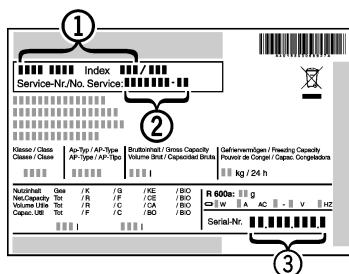 1
Index /
Service-Nr./No. Service: -
2
Klasse / Class
Classe / Clase
Ap-Typ / AP-Type
AP-Type / AP-Tipo
Bruttoinhalt / Gross Capacity
Volume Brut / Capacidad Bruta
Gefriervermögen / Freezing Capacity
Pouvoir de Congel / Capac. Congeladora
l
kg / 24 h
Nutzinhalt Ges / K / G / KE / BIO
Net.Capacity Tot / R / F / CE / BIO
Volume Utile Tot / R / C / CA / BIO
Capac. Util Tot / F / C / BO / BIO
l l
R 600a: g
W A AC - V HZ
Serial-Nr. . . .
3